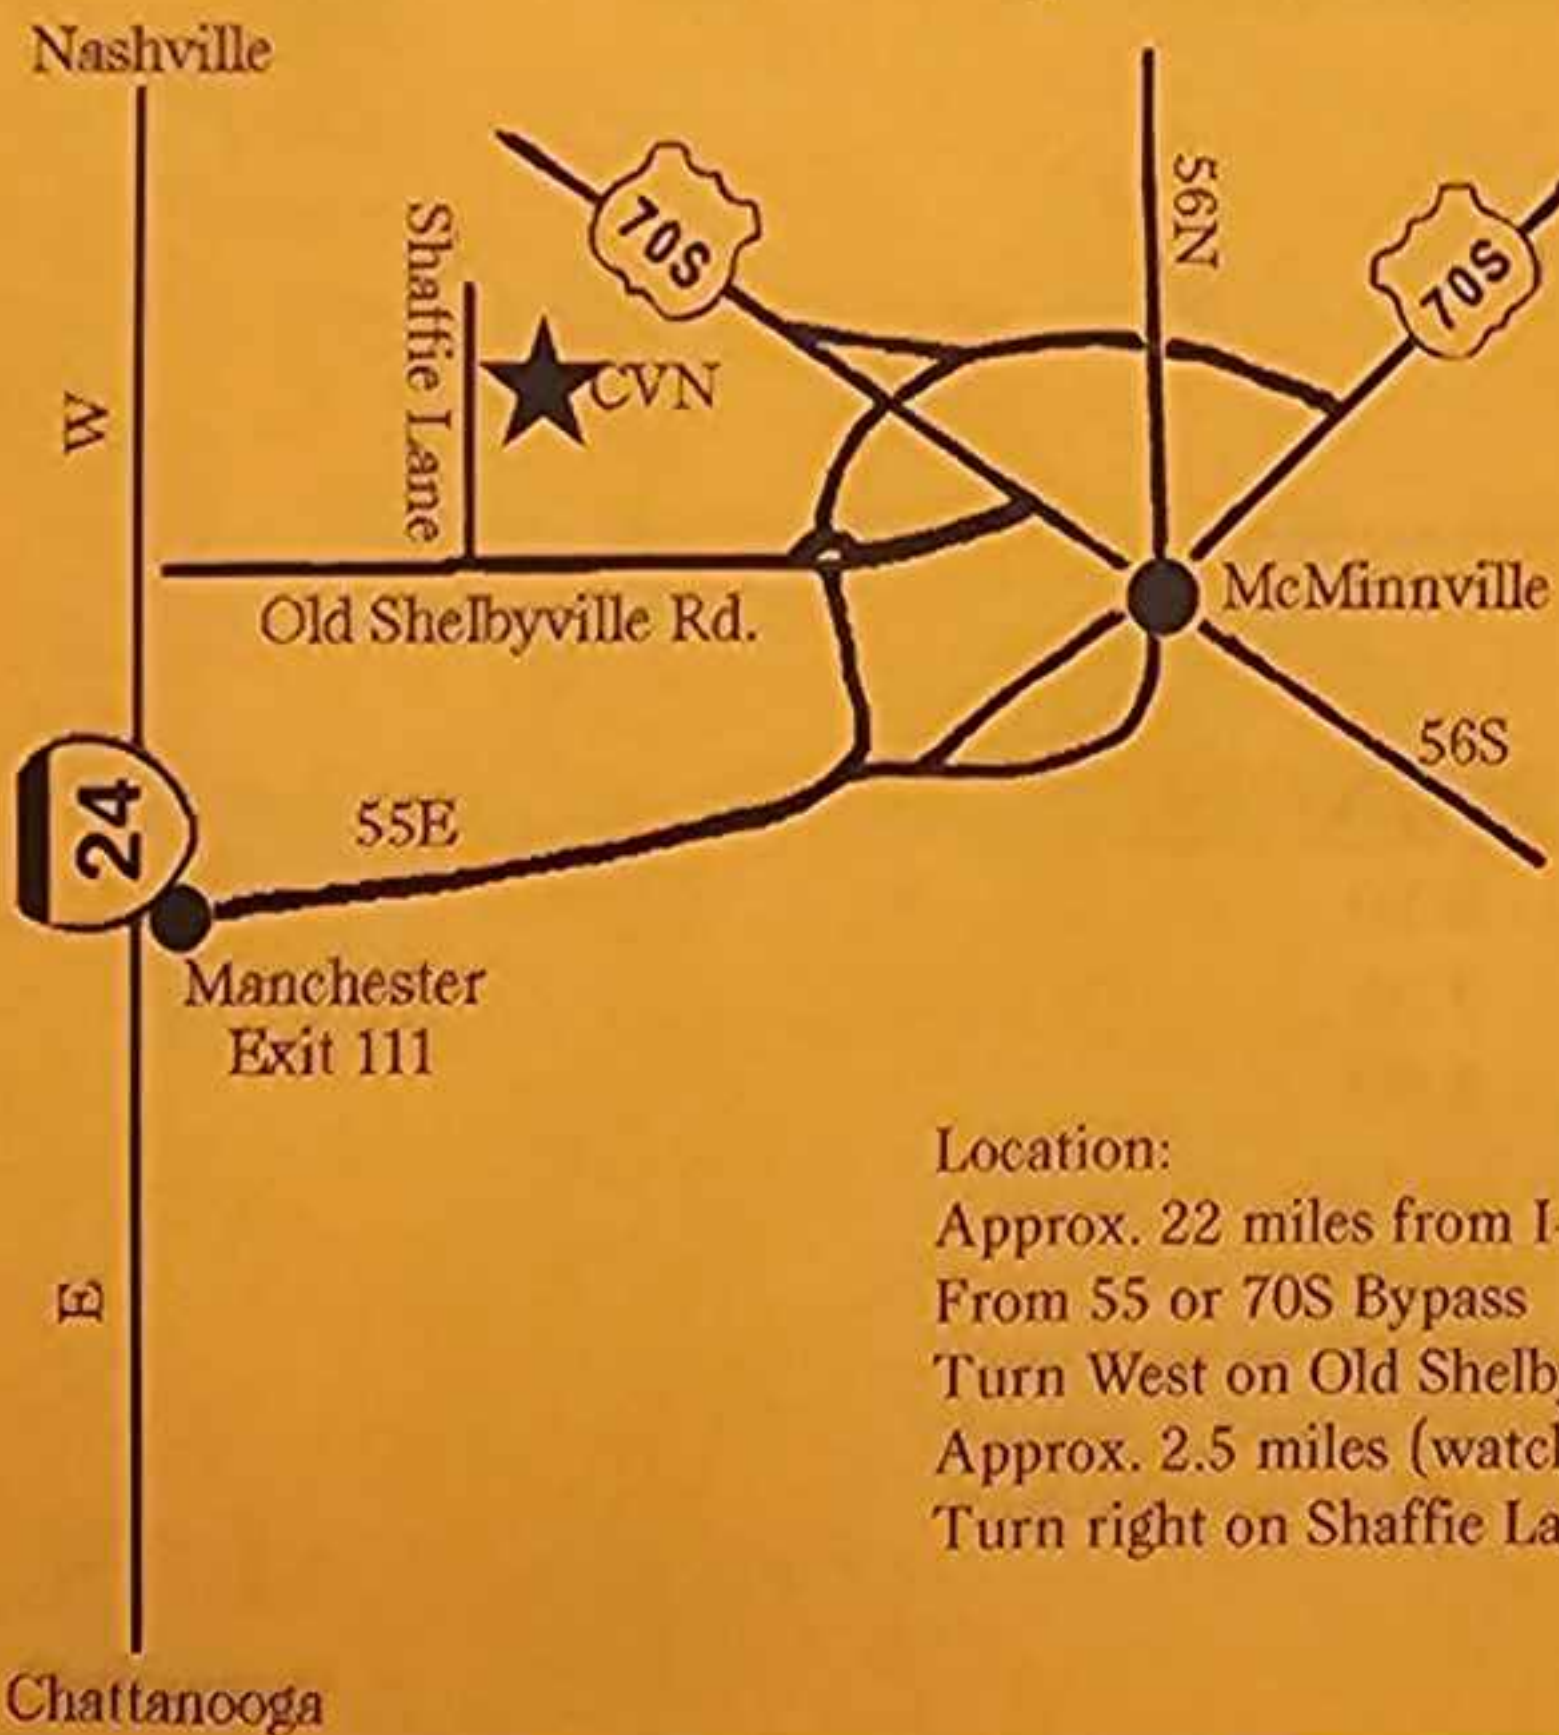 Nashville
70S
56N
70S
Shaffie Lane
CVN
W
McMinnville
Old Shelbyville Rd.
56S
24
55E
Manchester
Exit 111
Location:
Approx. 22 miles from I-
From 55 or 70S Bypass
E
Turn West on Old Shelb
Approx. 2.5 miles (watc
Turn right on Shaffie La
Chattanooga